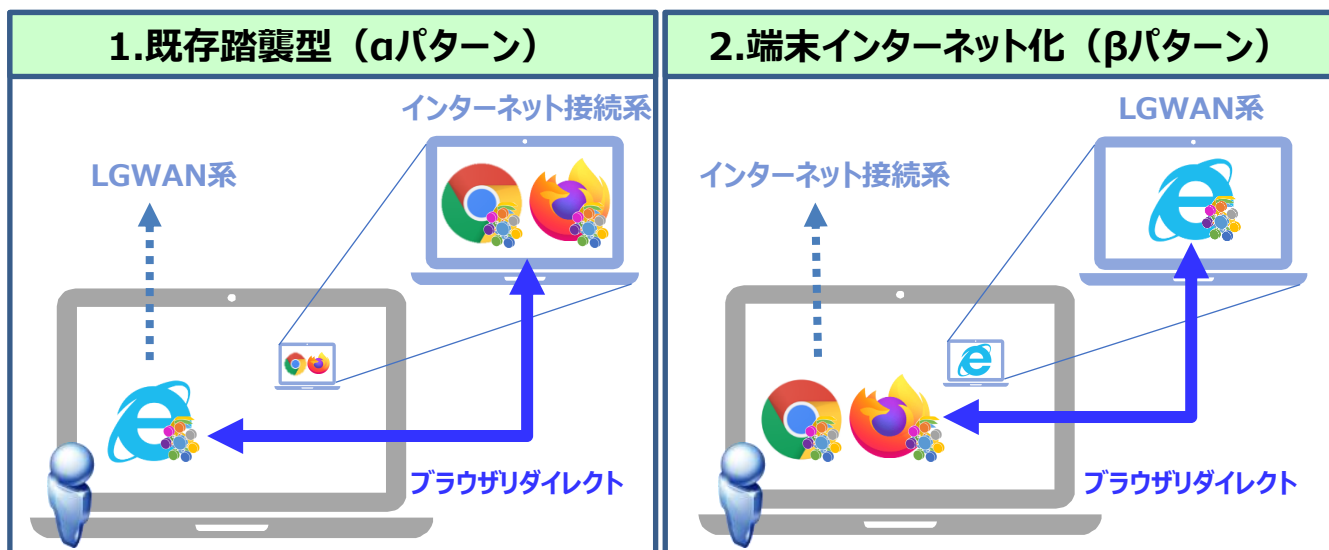 1.既存踏襲型（αパターン）
インターネット接続系
LGWAN系
ブラウザリダイレクト
2.端末インターネット化（βパターン）
LGWAN系
インターネット接続系
ブラウザリダイレクト